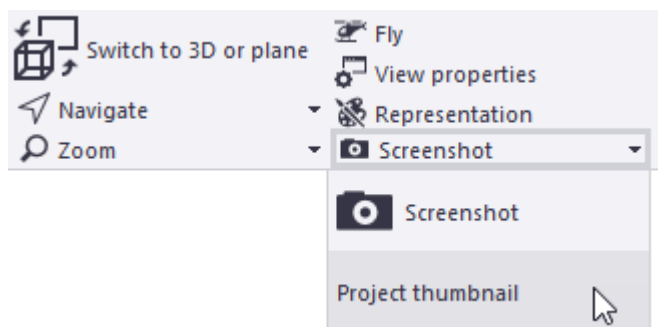 Switch to 3D or plane
Navigate
Zoom
Fly
View properties
Representation
Screenshot
Screenshot
Project thumbnail